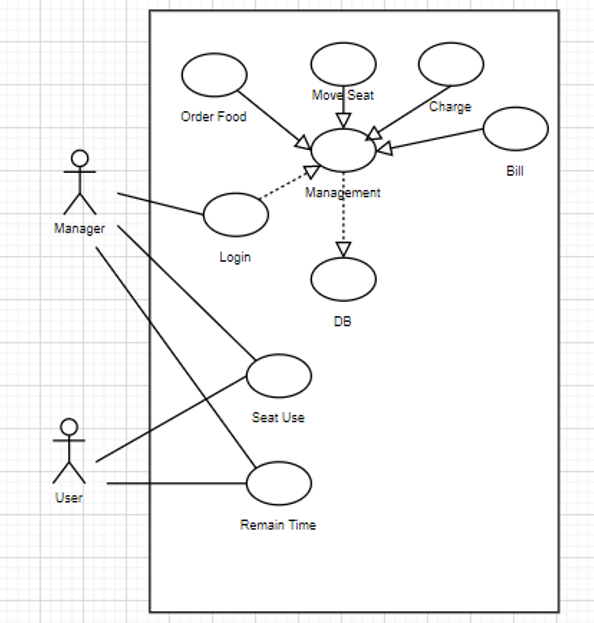 Order Food
Move Seat
Charge
Bill
Management
Manager
Login
DB
Seat Use
User
Remain Time